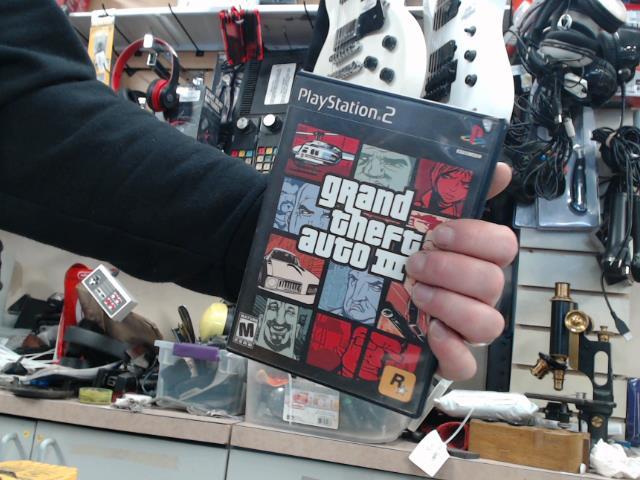 PlayStation 2
grand
theft
auto III
M
R